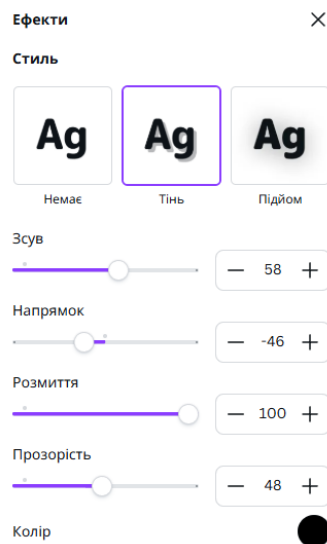 Ефекти
Стиль
Ag Ag Ag
Немає Тінь Підйом
Зсув
58
Напрямок
-46
Розмиття
100
Прозорість
48
Колір